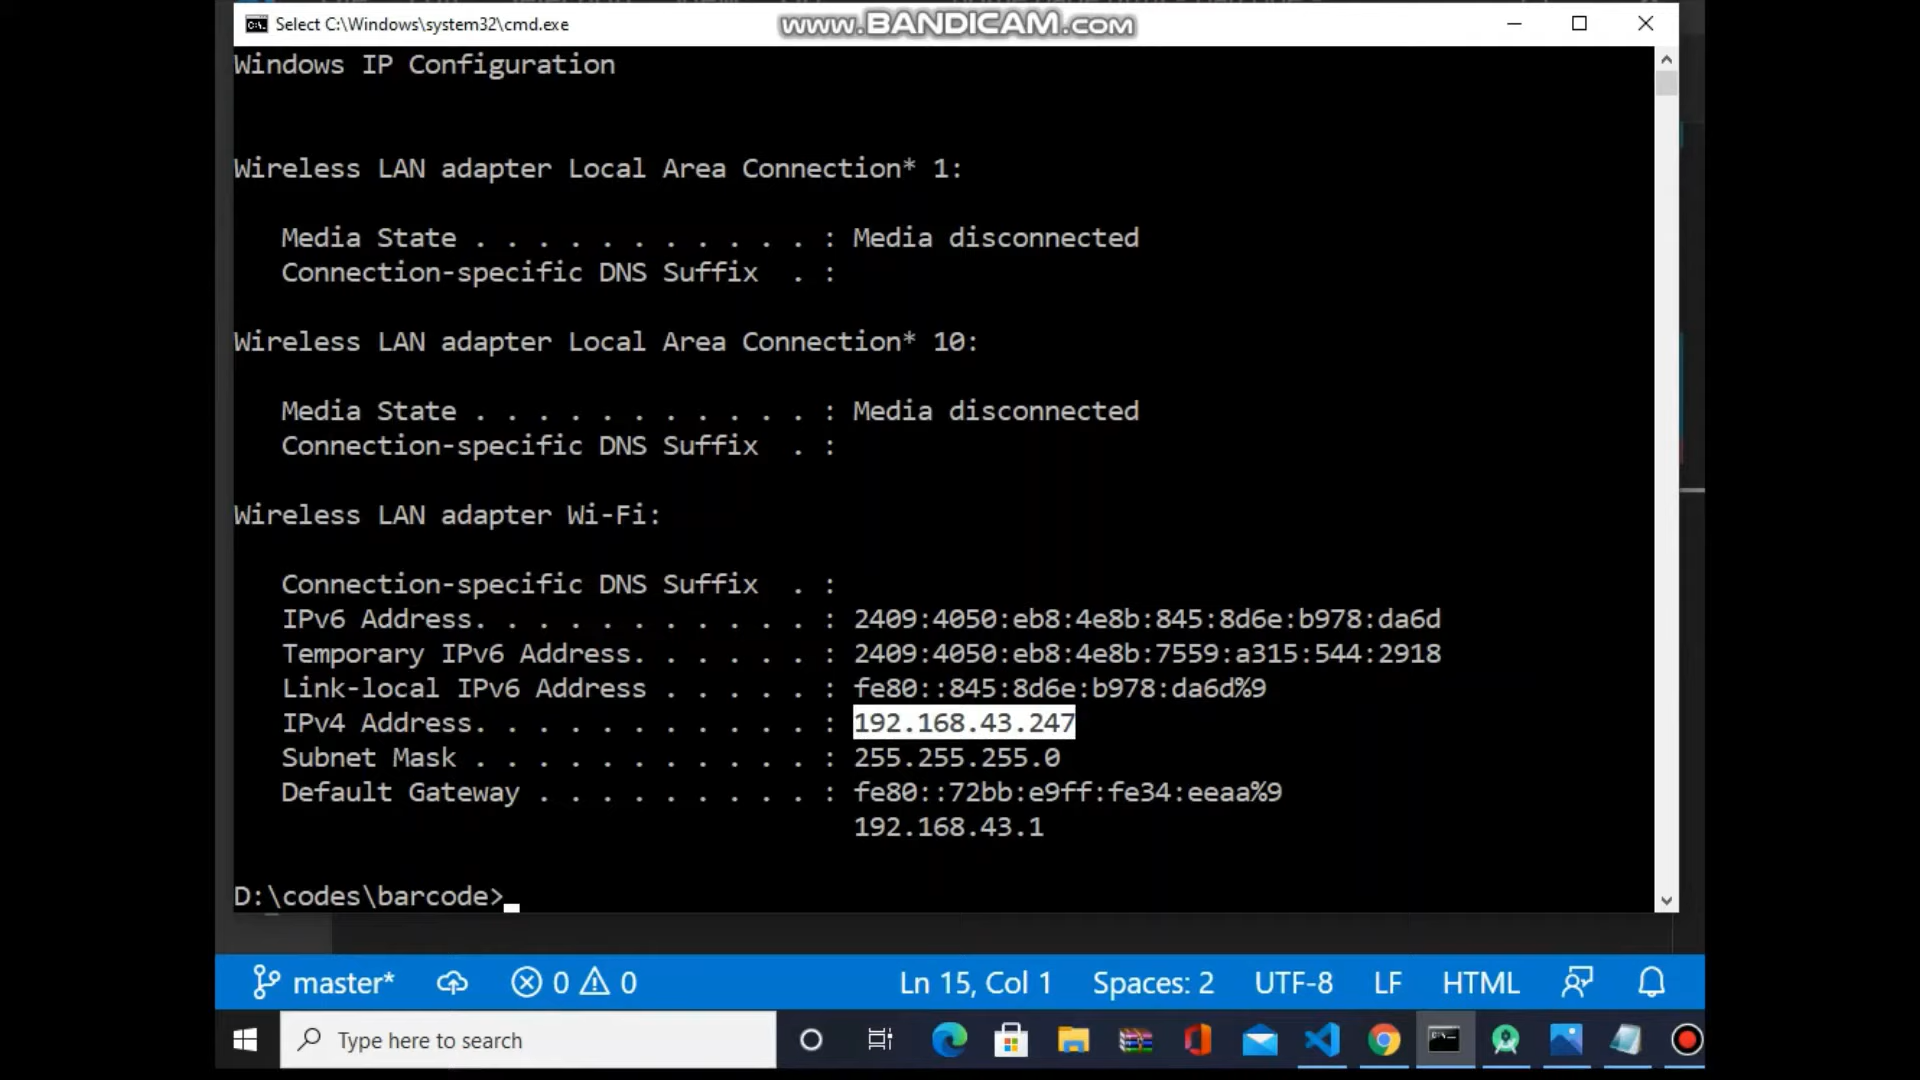 Select C:\Windows\system32\cmd.exe
www.BANDICAM.com
Windows IP Configuration
Wireless LAN adapter Local Area Connection* 1:
Media State . . . . . . . . . . . : Media disconnected
Connection-specific DNS Suffix  . :
Wireless LAN adapter Local Area Connection* 10:
Media State . . . . . . . . . . . : Media disconnected
Connection-specific DNS Suffix  . :
Wireless LAN adapter Wi-Fi:
Connection-specific DNS Suffix  . :
IPv6 Address. . . . . . . . . . . : 2409:4050:eb8:4e8b:845:8d6e:b978:da6d
Temporary IPv6 Address. . . . . . : 2409:4050:eb8:4e8b:7559:a315:544:2918
Link-local IPv6 Address . . . . . : fe80::845:8d6e:b978:da6d%9
IPv4 Address. . . . . . . . . . . : 192.168.43.247
Subnet Mask . . . . . . . . . . . : 255.255.255.0
Default Gateway . . . . . . . . . : fe80::72bb:e9ff:fe34:eeaa%9
192.168.43.1
D:\codes\barcode>
master* 0 0 Ln 15, Col 1 Spaces: 2 UTF-8 LF HTML
Type here to search